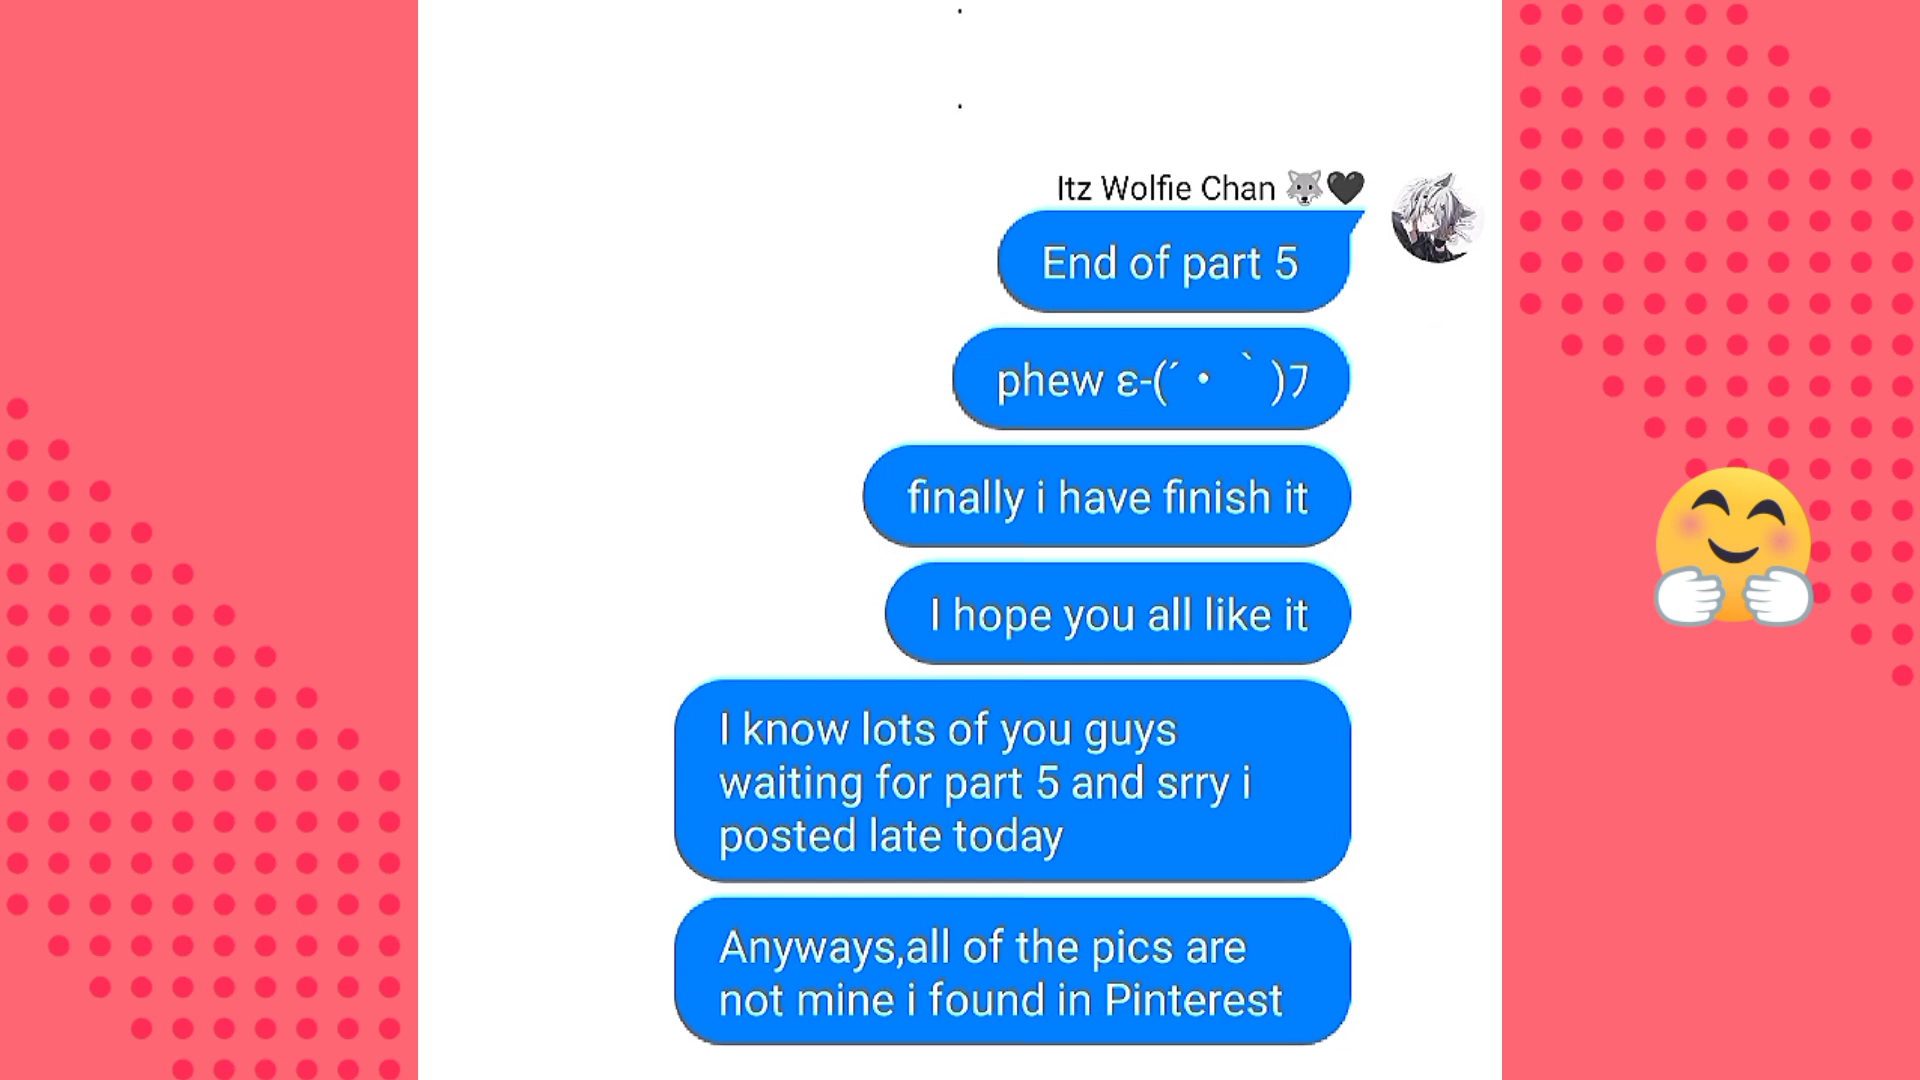 .
.
Itz Wolfie Chan 🐺🖤
End of part 5
phew ε-(´・｀)ﾌ
finally i have finish it
I hope you all like it
I know lots of you guys
waiting for part 5 and srry i
posted late today
Anyways,all of the pics are
not mine i found in Pinterest